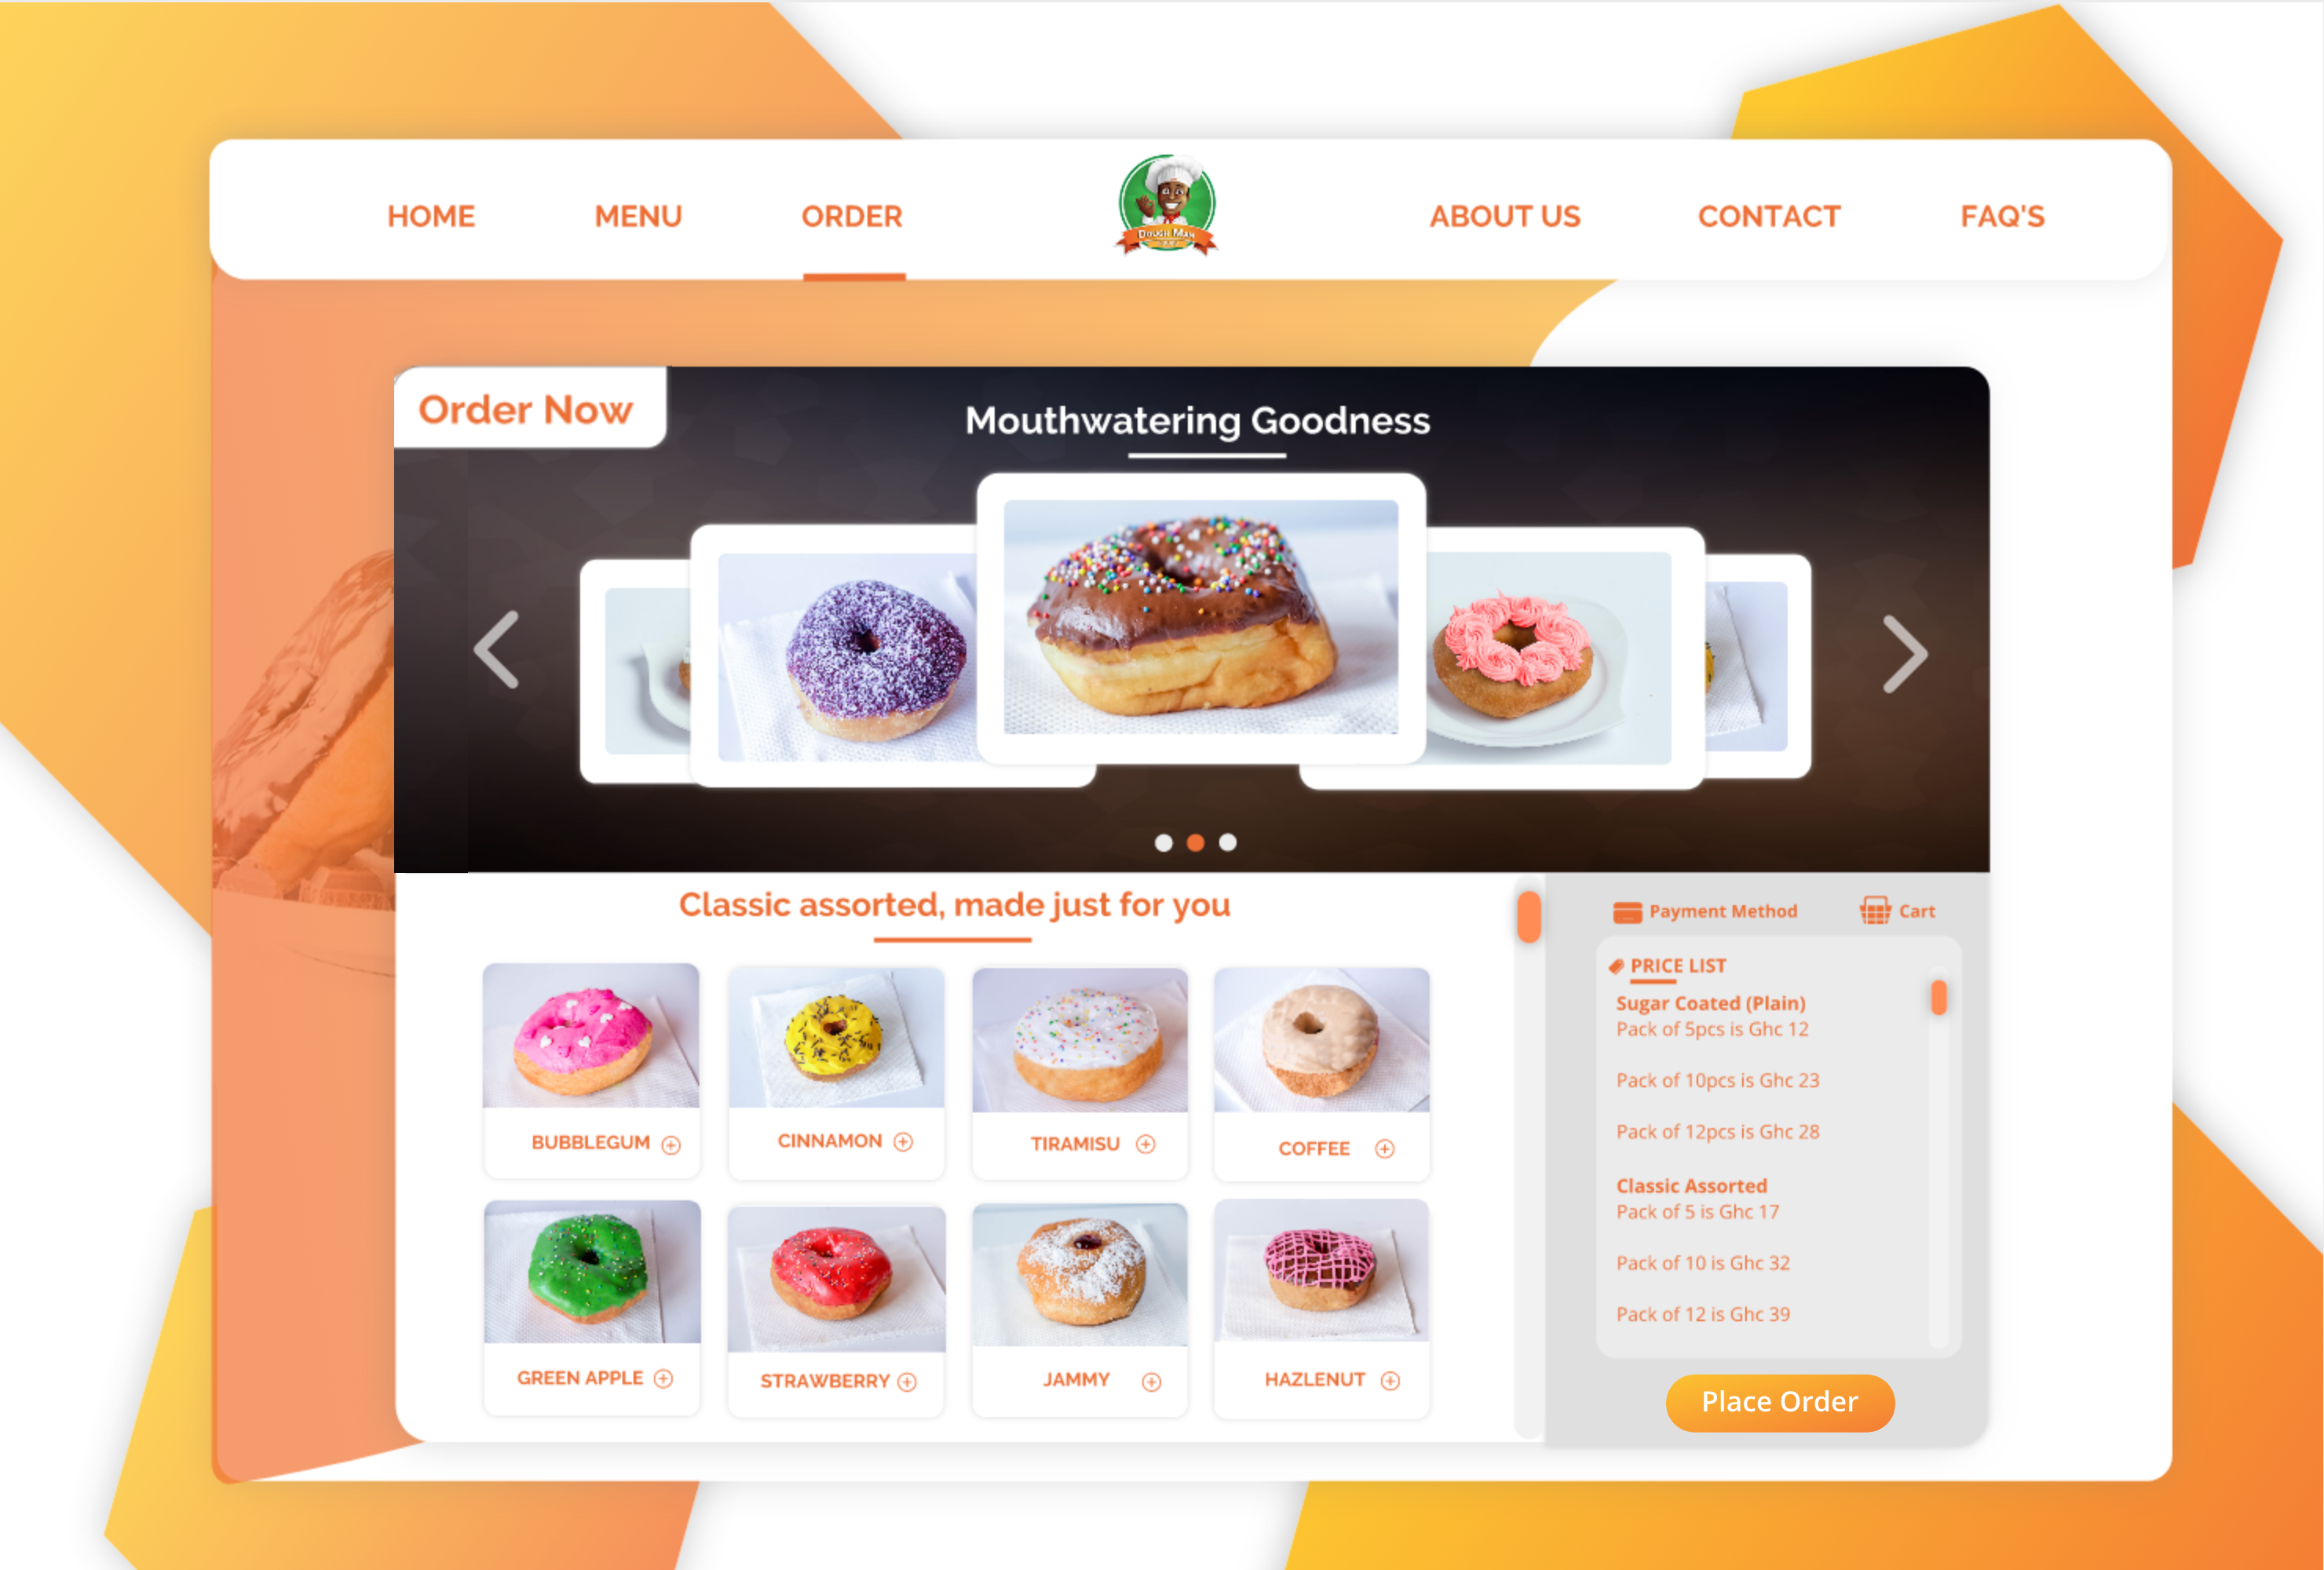 HOME
MENU
ORDER
DOUGH MAN
ABOUT US
CONTACT
FAQ'S
Order Now
Mouthwatering Goodness
Classic assorted, made just for you
BUBBLEGUM
CINNAMON
TIRAMISU
COFFEE
GREEN APPLE
STRAWBERRY
JAMMY
HAZLENUT
Payment Method
Cart
PRICE LIST
Sugar Coated (Plain)
Pack of 5pcs is Ghc 12
Pack of 10pcs is Ghc 23
Pack of 12pcs is Ghc 28
Classic Assorted
Pack of 5 is Ghc 17
Pack of 10 is Ghc 32
Pack of 12 is Ghc 39
Place Order